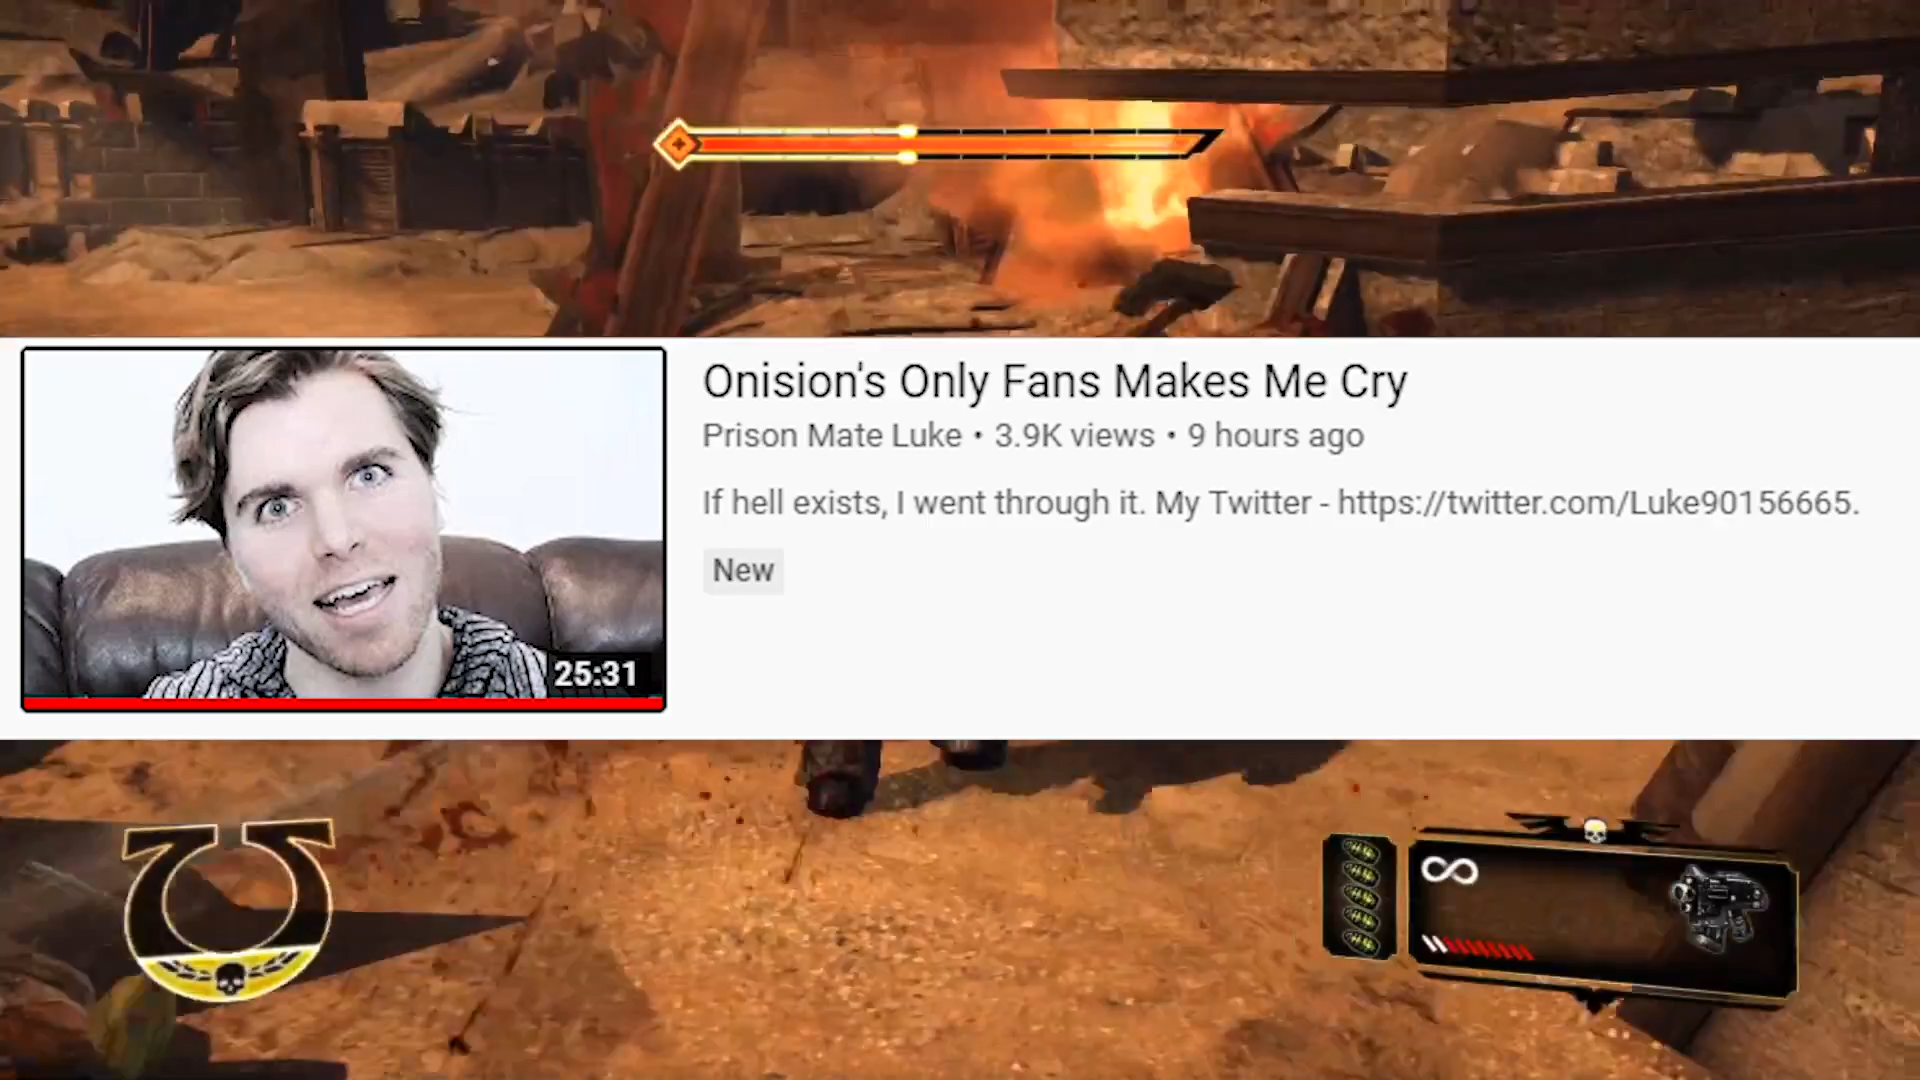 Onision's Only Fans Makes Me Cry
Prison Mate Luke • 3.9K views • 9 hours ago
If hell exists, I went through it. My Twitter - https://twitter.com/Luke90156665.
New
25:31